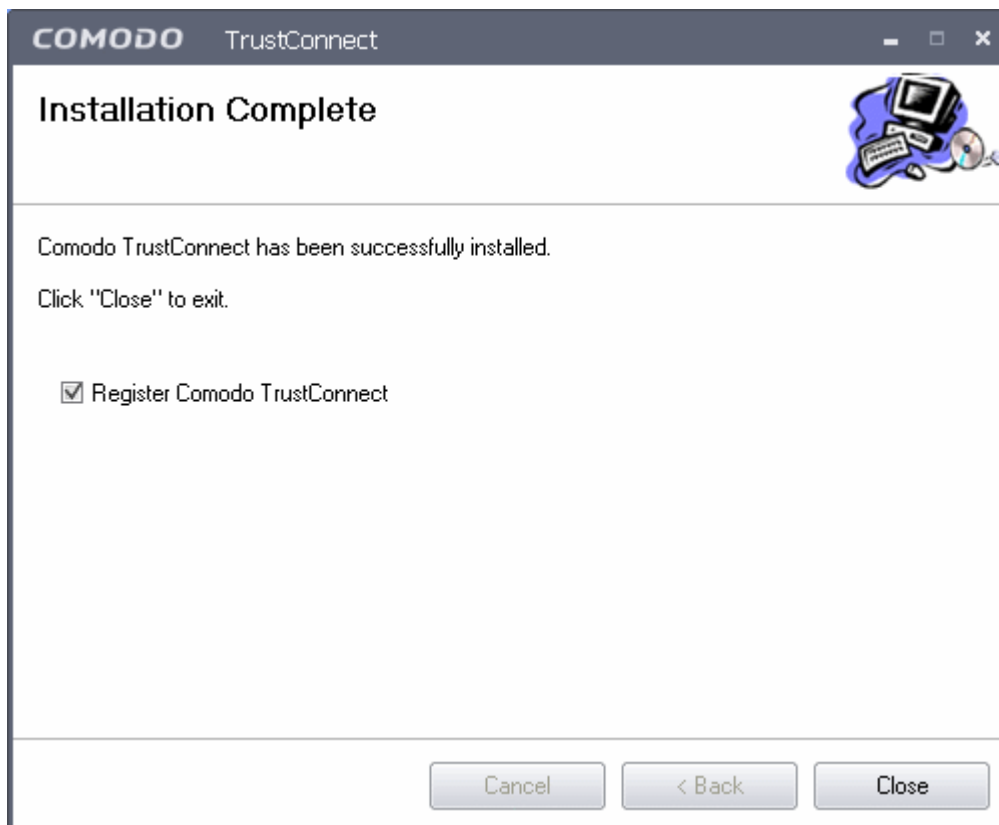 COMODO TrustConnect
Installation Complete
Comodo TrustConnect has been successfully installed.
Click "Close" to exit.
Register Comodo TrustConnect
Cancel < Back Close